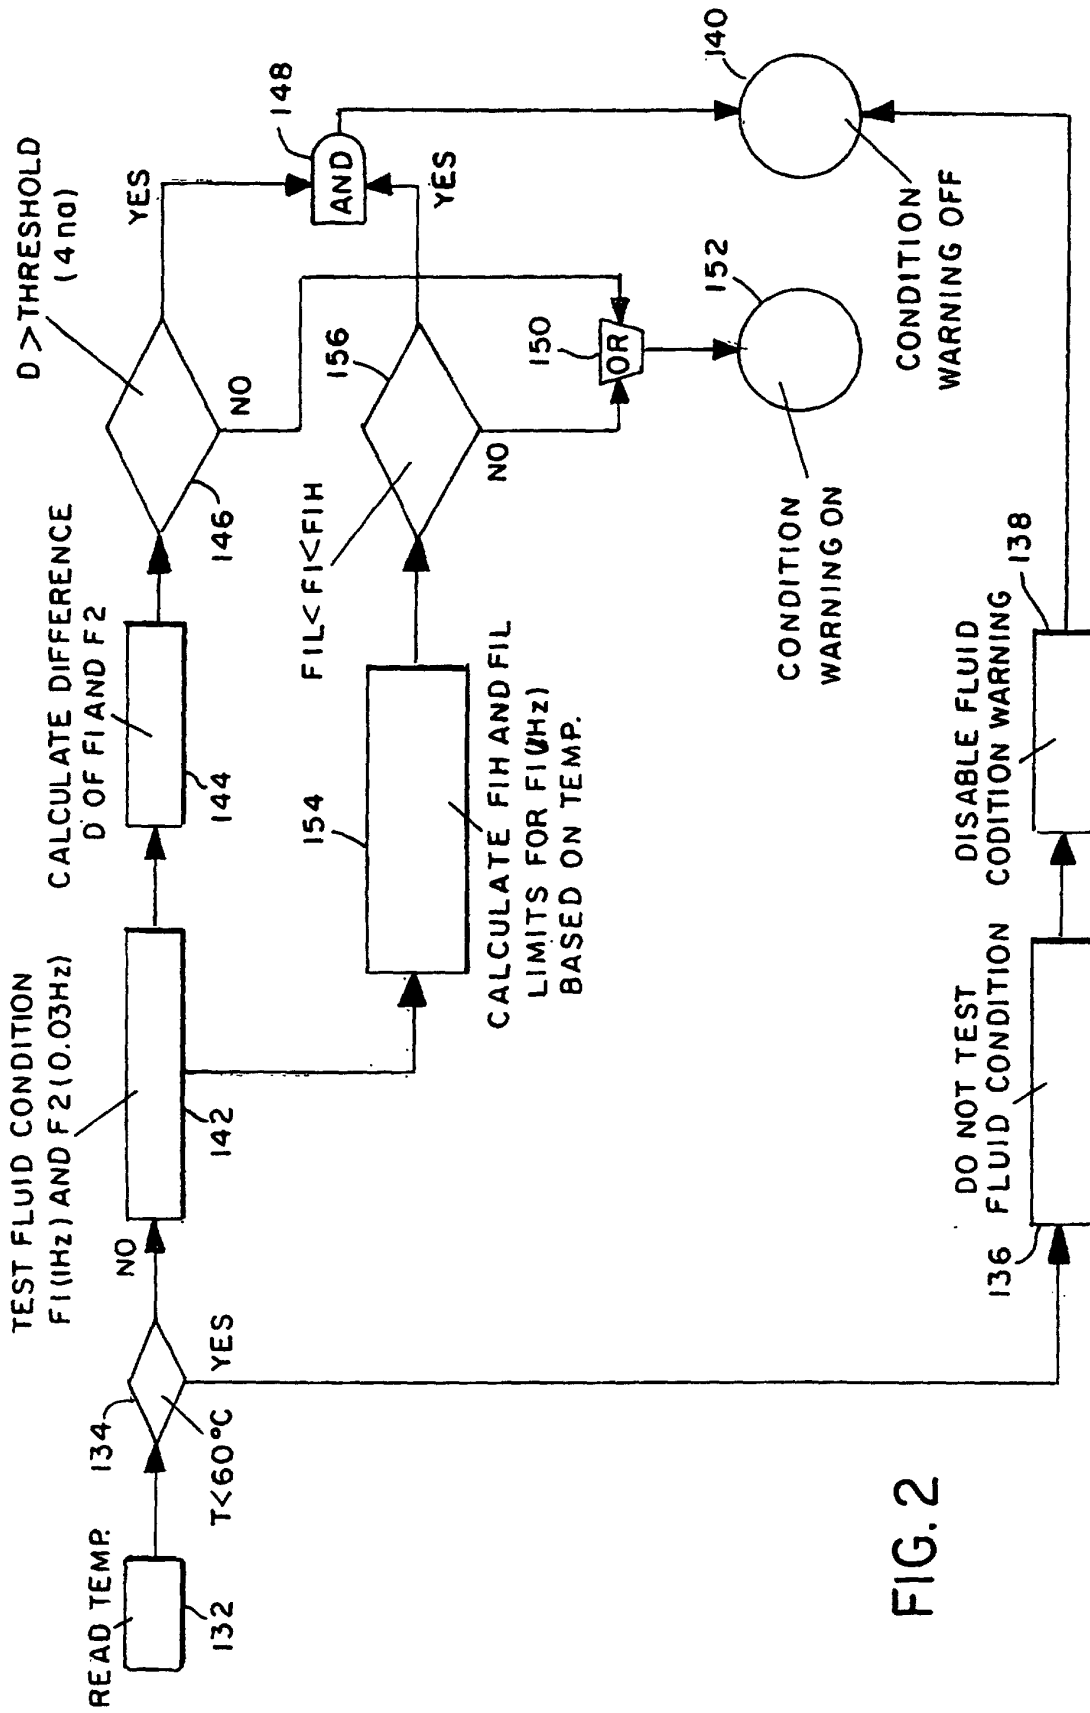 READ TEMP.
132
134
T<60°C
NO
YES
TEST FLUID CONDITION
F1(1Hz) AND F2(0.03Hz)
142
CALCULATE DIFFERENCE
D OF F1 AND F2
144
D>THRESHOLD
(4na)
146
YES
NO
AND
148
YES
154
CALCULATE F1H AND F1L
LIMITS FOR F1(1Hz)
BASED ON TEMP.
F1L<F1<F1H
156
NO
150
OR
152
CONDITION
WARNING ON
140
CONDITION
WARNING OFF
136
DO NOT TEST
FLUID CONDITION
DISABLE FLUID
CODITION WARNING
138
FIG. 2